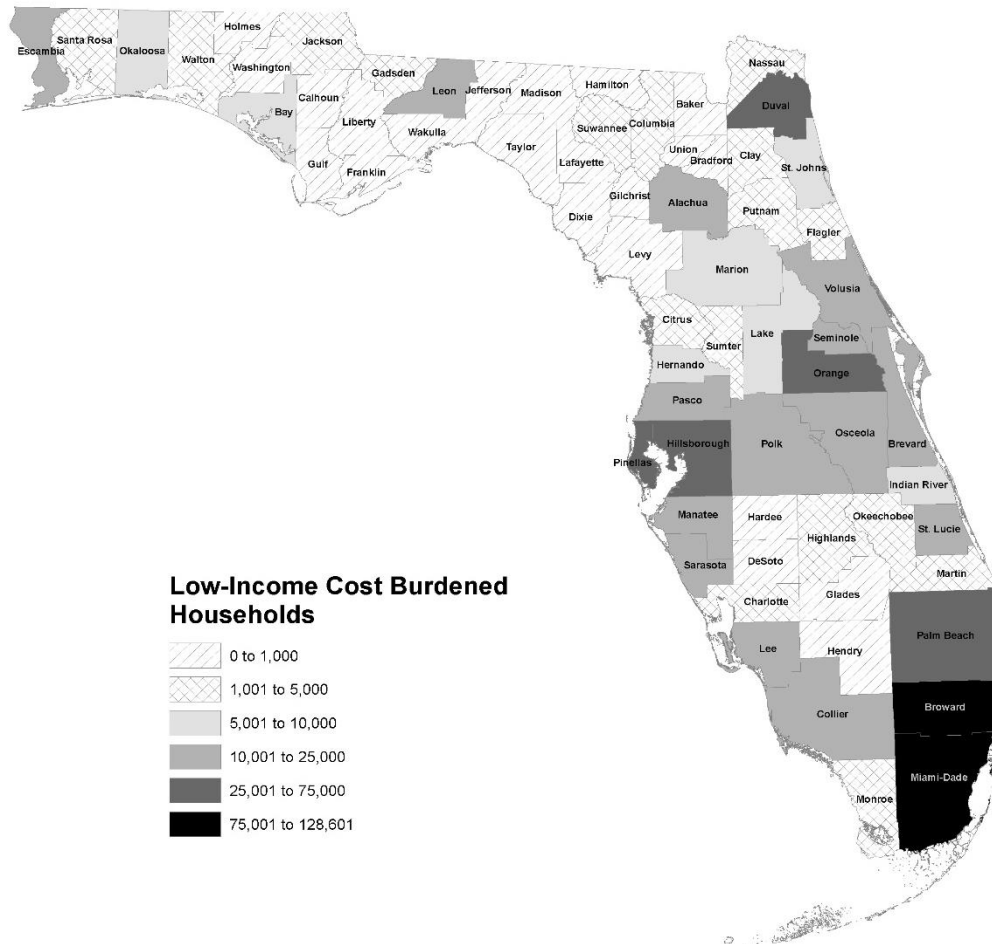 Holmes
Jackson
Santa Rosa
Okaloosa
Escambia
Walton
Washington
Nassau
Gadsden
Hamilton
Leon
Jefferson
Madison
Baker
Duval
Calhoun
Bay
Columbia
Liberty
Suwannee
Wakulla
Taylor
Union
Bradford
Clay
Lafayette
St. Johns
Gulf
Franklin
Gilchrist
Alachua
Putnam
Dixie
Flagler
Levy
Marion
Volusia
Citrus
Lake
Seminole
Sumter
Hernando
Orange
Pasco
Osceola
Hillsborough
Polk
Brevard
Pinellas
Indian River
Manatee
Hardee
Okeechobee
St. Lucie
Highlands
DeSoto
Sarasota
Martin
Charlotte
Glades
Palm Beach
Lee
Hendry
Broward
Collier
Miami-Dade
Monroe
Low-Income Cost Burdened
Households
0 to 1,000
1,001 to 5,000
5,001 to 10,000
10,001 to 25,000
25,001 to 75,000
75,001 to 128,601